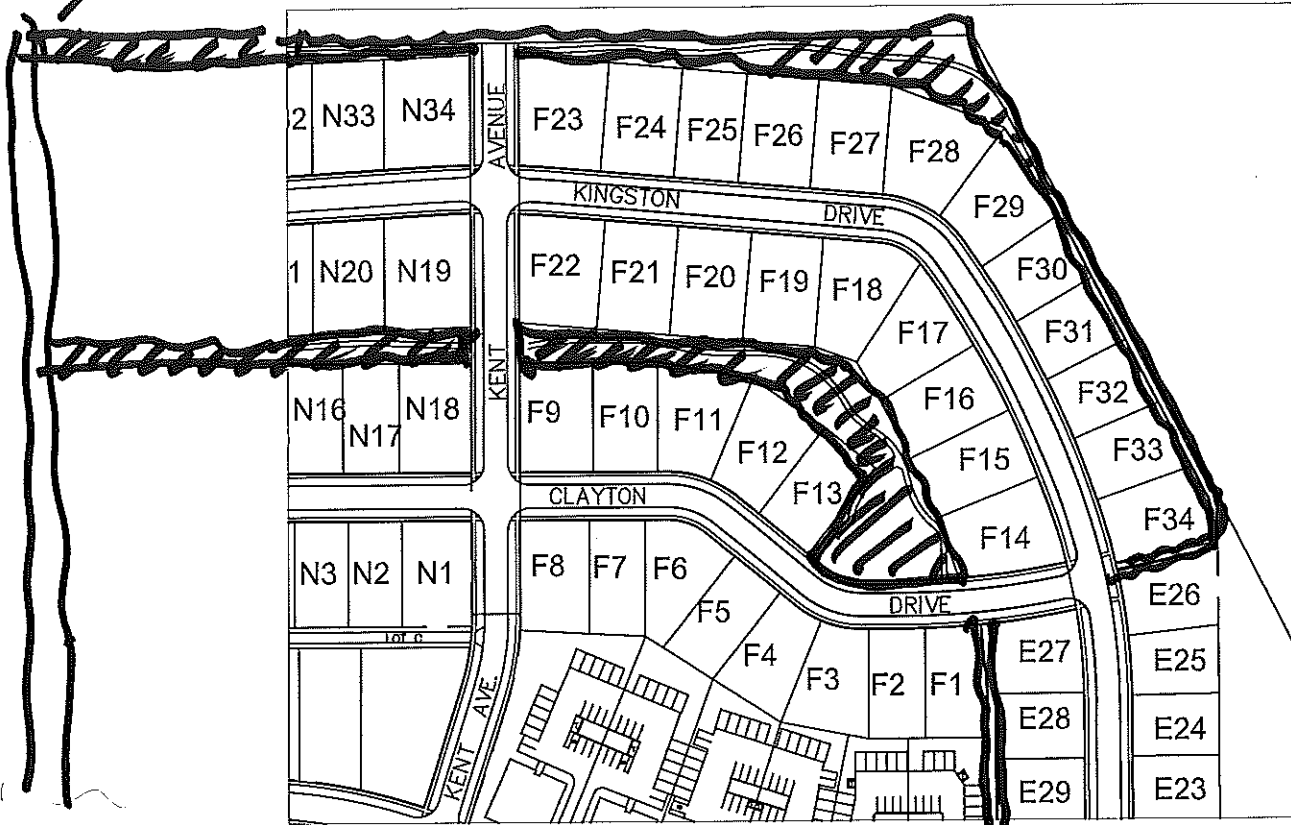 N33 N34 AVENUE F23 F24 F25 F26 F27 F28
KINGSTON DRIVE F29
N20 N19 F22 F21 F20 F19 F18 F30
F17 F31
KENT F16 F32
N16 N17 N18 F9 F10 F11 F12 F15 F33
CLAYTON F13 F14 F34
N3 N2 N1 F8 F7 F6 F5 DRIVE E26
LOT C F4 F3 F2 F1 E27 E25
E28 E24
KENT AVE. E29 E23